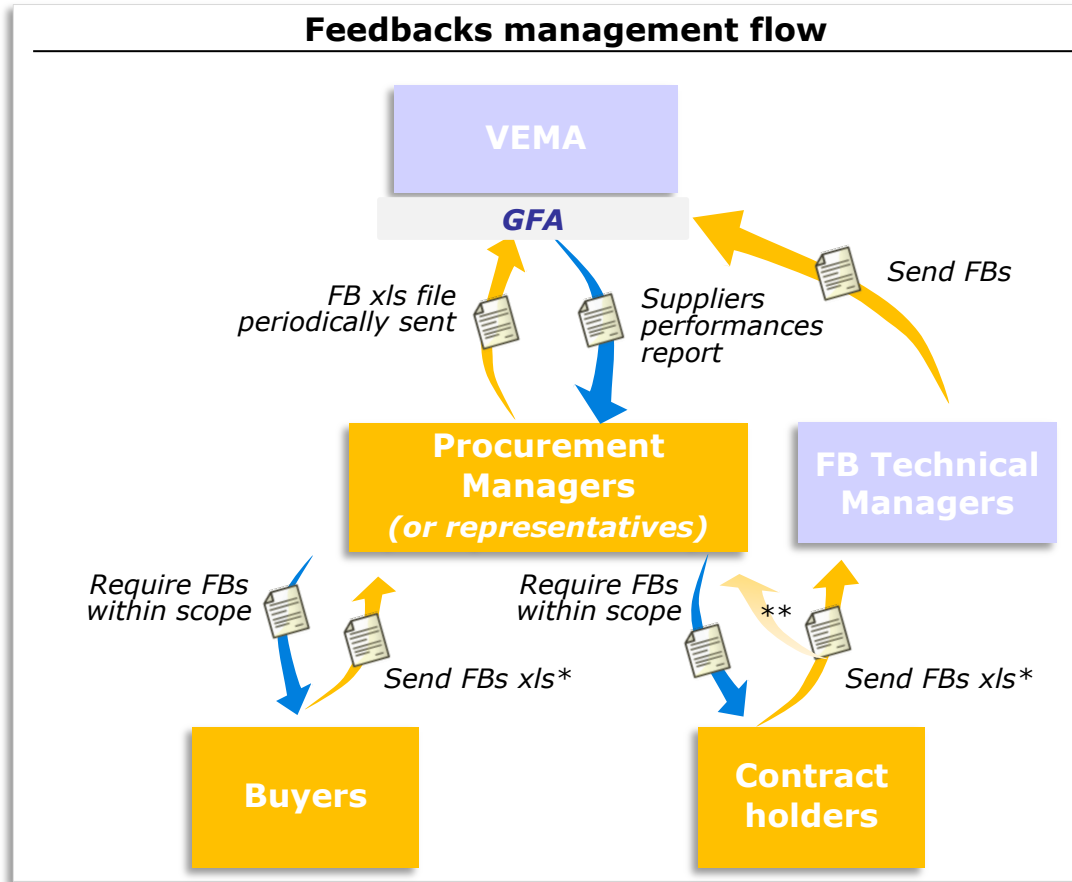 Feedbacks management flow
VEMA
GFA
FB xls file
periodically sent
Suppliers
performances
report
Send FBs
Procurement
Managers
(or representatives)
FB Technical
Managers
Require FBs
within scope
Send FBs xls*
Require FBs
within scope
**
Send FBs xls*
Buyers
Contract
holders